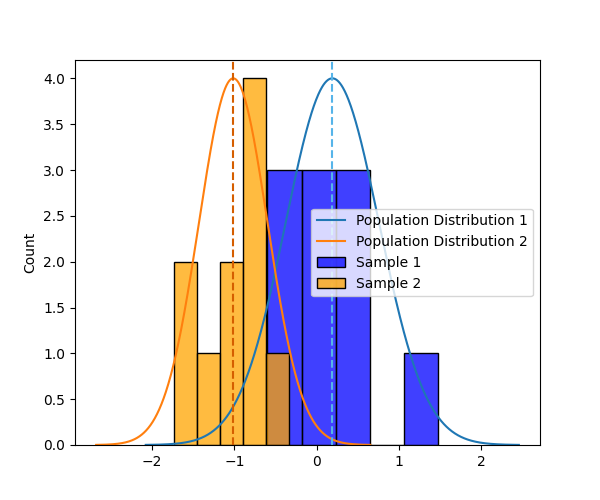 4.0
3.5
3.0
2.5
2.0
1.5
1.0
0.5
0.0
Count
Population Distribution 1
Population Distribution 2
Sample 1
Sample 2
−2
−1
0
1
2